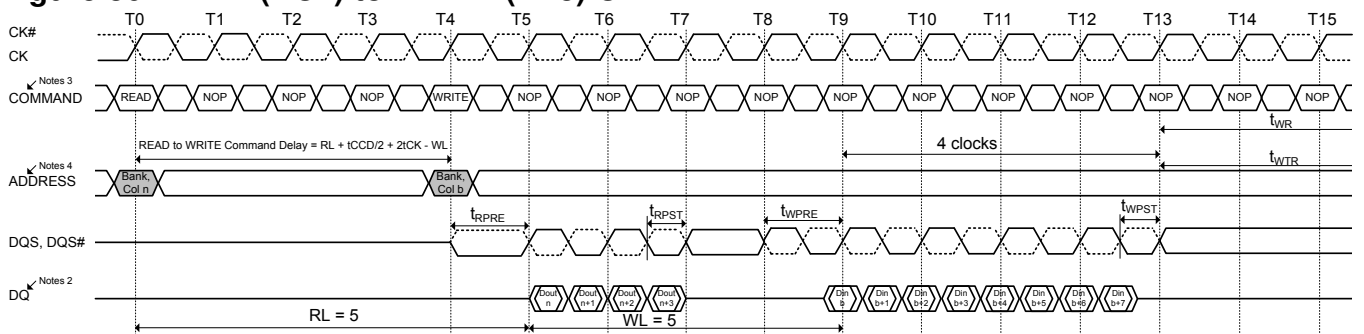 T0 T1 T2 T3 T4 T5 T6 T7 T8 T9 T10 T11 T12 T13 T14 T15
CK#
CK
Notes 3
COMMAND READ NOP NOP NOP WRITE NOP NOP NOP NOP NOP NOP NOP NOP NOP NOP NOP
tWR
READ to WRITE Command Delay = RL + tCCD/2 + 2tCK - WL
4 clocks
tWTR
Notes 4
ADDRESS
Bank, Col n
Bank, Col b
tRPRE tRPST tWPRE tWPST
DQS, DQS#
Notes 2
DQ
Dout n
Dout n+1
Dout n+2
Dout n+3
Din b
Din b+1
Din b+2
Din b+3
Din b+4
Din b+5
Din b+6
Din b+7
RL = 5 WL = 5